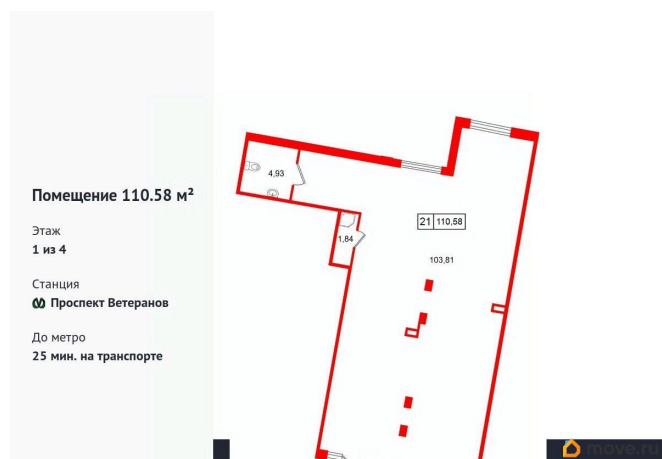 Помещение 110.58 м²
Этаж
1 из 4
Станция
Проспект Ветеранов
До метро
25 мин. на транспорте
4,93
1,84
21 110,58
103,81
move.ru